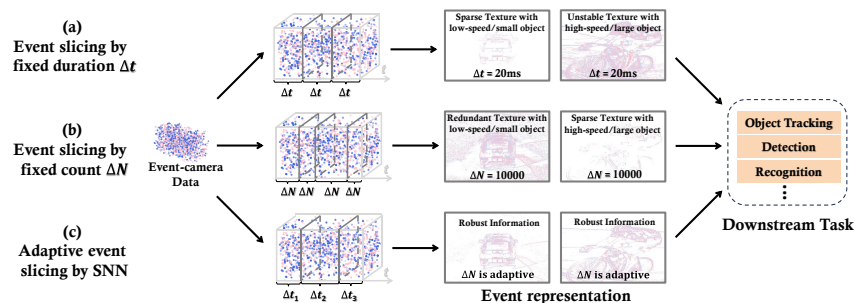 (a)
Event slicing by
fixed duration Δt
t
Δt Δt Δt
Sparse Texture with
low-speed/small object
Δt = 20ms
Unstable Texture with
high-speed/large object
Δt = 20ms
(b)
Event slicing by
fixed count ΔN
Event-camera
Data
t
ΔN ΔN ΔN ΔN
Redundant Texture with
low-speed/small object
ΔN = 10000
Sparse Texture with
high-speed/large object
ΔN = 10000
(c)
Adaptive event
slicing by SNN
t
Δt1 Δt2 Δt3
Robust Information
ΔN is adaptive
Robust Information
ΔN is adaptive
Event representation
Object Tracking
Detection
Recognition
Downstream Task